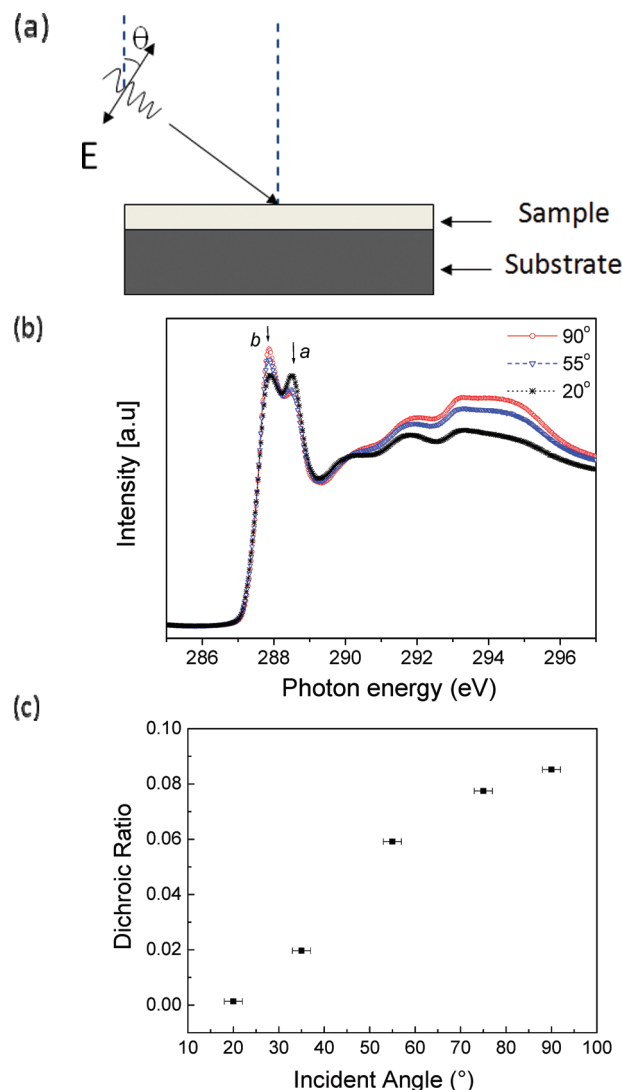 (a)
θ
E
Sample
Substrate
(b)
b
a
90°
55°
20°
Intensity [a.u]
286 288 290 292 294 296
Photon energy (eV)
(c)
0.10
0.08
0.06
0.04
0.02
0.00
Dichroic Ratio
10 20 30 40 50 60 70 80 90 100
Incident Angle (°)